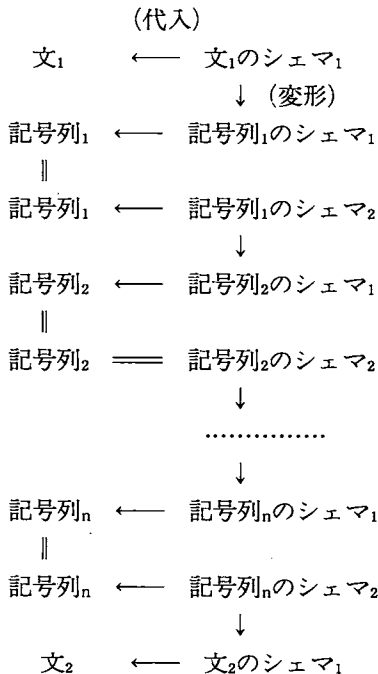 (代入)
文₁ ← 文₁のシェマ₁
↓ (変形)
記号列₁ ← 記号列₁のシェマ₁
‖
記号列₁ ← 記号列₁のシェマ₂
↓
記号列₂ ← 記号列₂のシェマ₁
‖
記号列₂ ═ 記号列₂のシェマ₂
↓
……………
↓
記号列ₙ ← 記号列ₙのシェマ₁
‖
記号列ₙ ← 記号列ₙのシェマ₂
↓
文₂ ← 文₂のシェマ₁